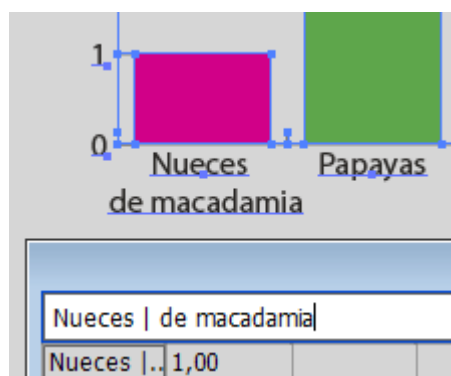 1
0
Nueces Papayas
de macadamia
Nueces | de macadamia
Nueces |.. 1,00